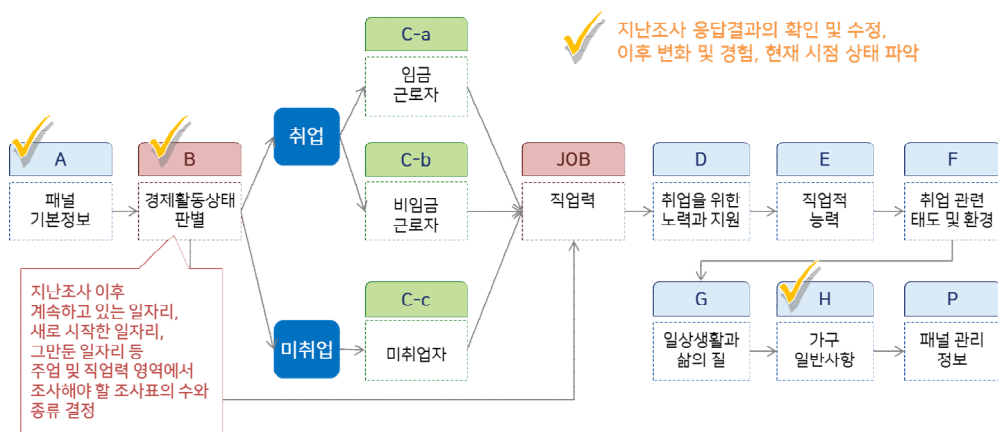 지난조사 응답결과의 확인 및 수정,
이후 변화 및 경험, 현재 시점 상태 파악
A
패널
기본정보
B
경제활동상태
판별
지난조사 이후
계속하고 있는 일자리,
새로 시작한 일자리,
그만둔 일자리 등
주업 및 직업력 영역에서
조사해야 할 조사표의 수와
종류 결정
취업
미취업
C-a
임금
근로자
C-b
비임금
근로자
C-c
미취업자
JOB
직업력
D
취업을 위한
노력과 지원
E
직업적
능력
F
취업 관련
태도 및 환경
G
일상생활과
삶의 질
H
가구
일반사항
P
패널 관리
정보